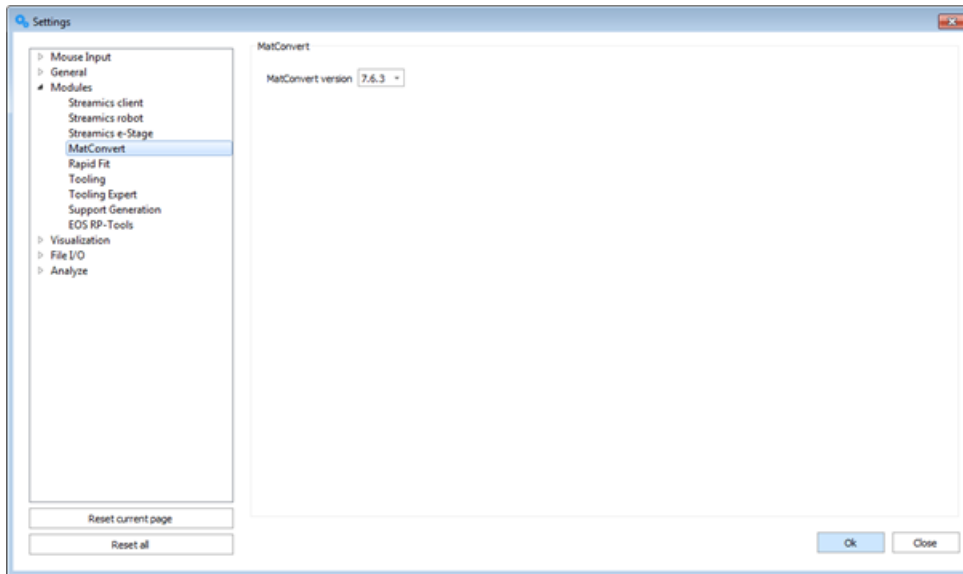 Settings
Mouse Input
General
Modules
Streamics client
Streamics robot
Streamics e-Stage
MatConvert
Rapid Fit
Tooling
Tooling Expert
Support Generation
EOS RP-Tools
Visualization
File I/O
Analyze
Reset current page
Reset all
MatConvert
MatConvert version 7.6.3
Ok
Close